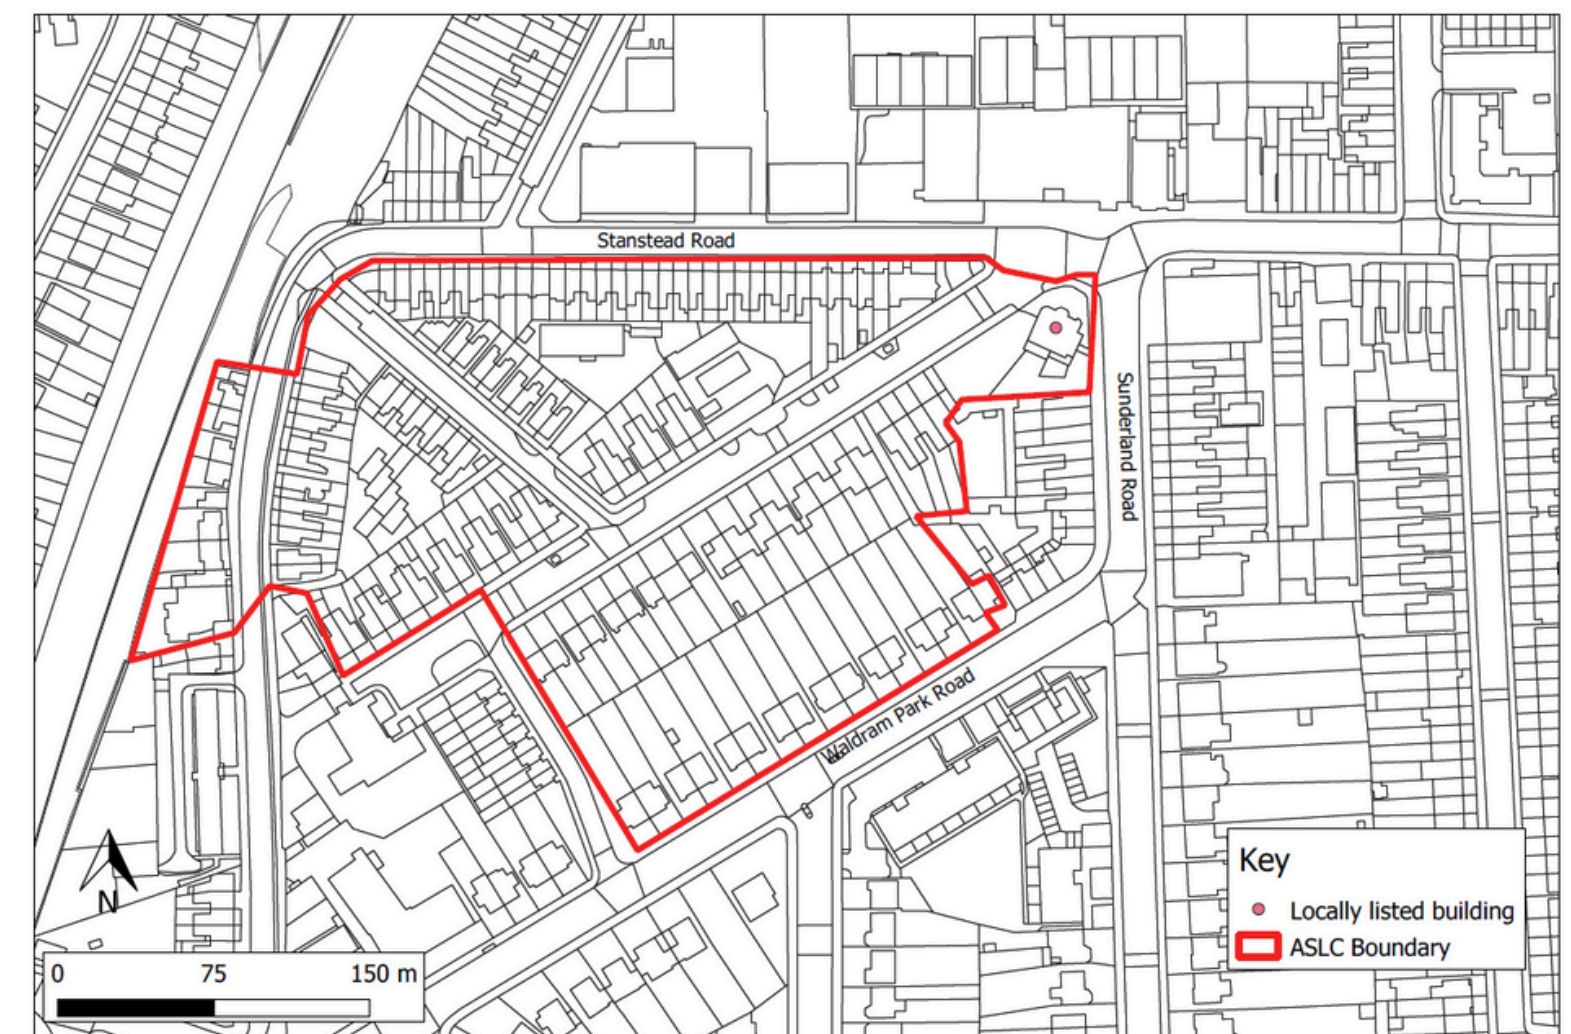 Stanstead Road
Sunderland Road
Waldram Park Road
Key
Locally listed building
ASLC Boundary
N
0 75 150 m